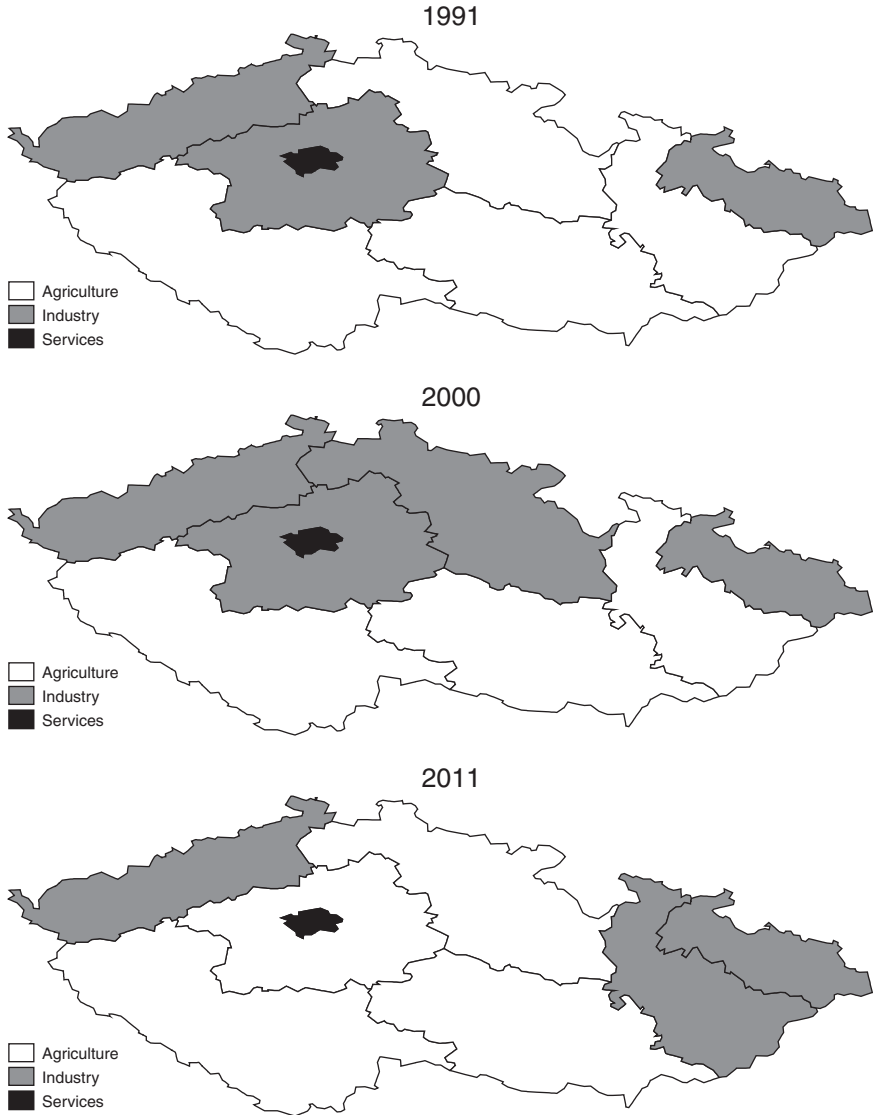 1991
Agriculture
Industry
Services
2000
Agriculture
Industry
Services
2011
Agriculture
Industry
Services